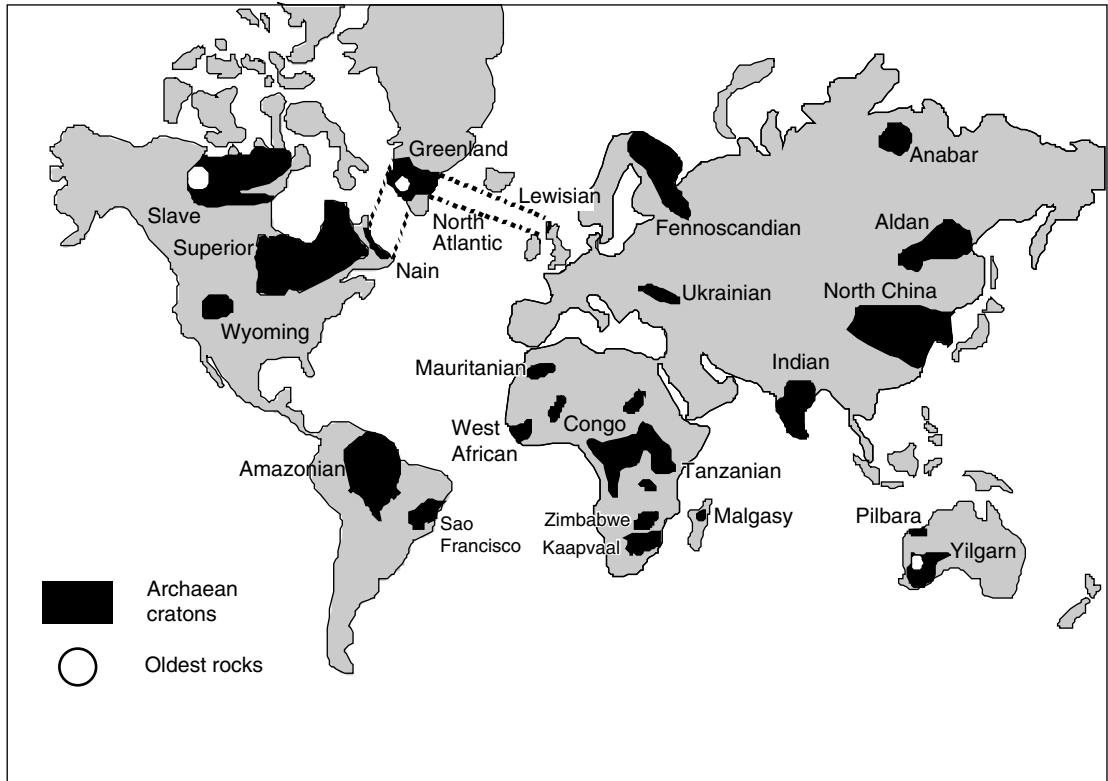 Greenland
Anabar
Lewisian
Slave
North
Atlantic
Fennoscandian
Aldan
Superior
Nain
Ukrainian
North China
Wyoming
Mauritanian
Indian
West
African
Congo
Amazonian
Tanzanian
Sao
Francisco
Zimbabwe
Malgasy
Pilbara
Kaapvaal
Yilgarn
Archaean
cratons
Oldest rocks